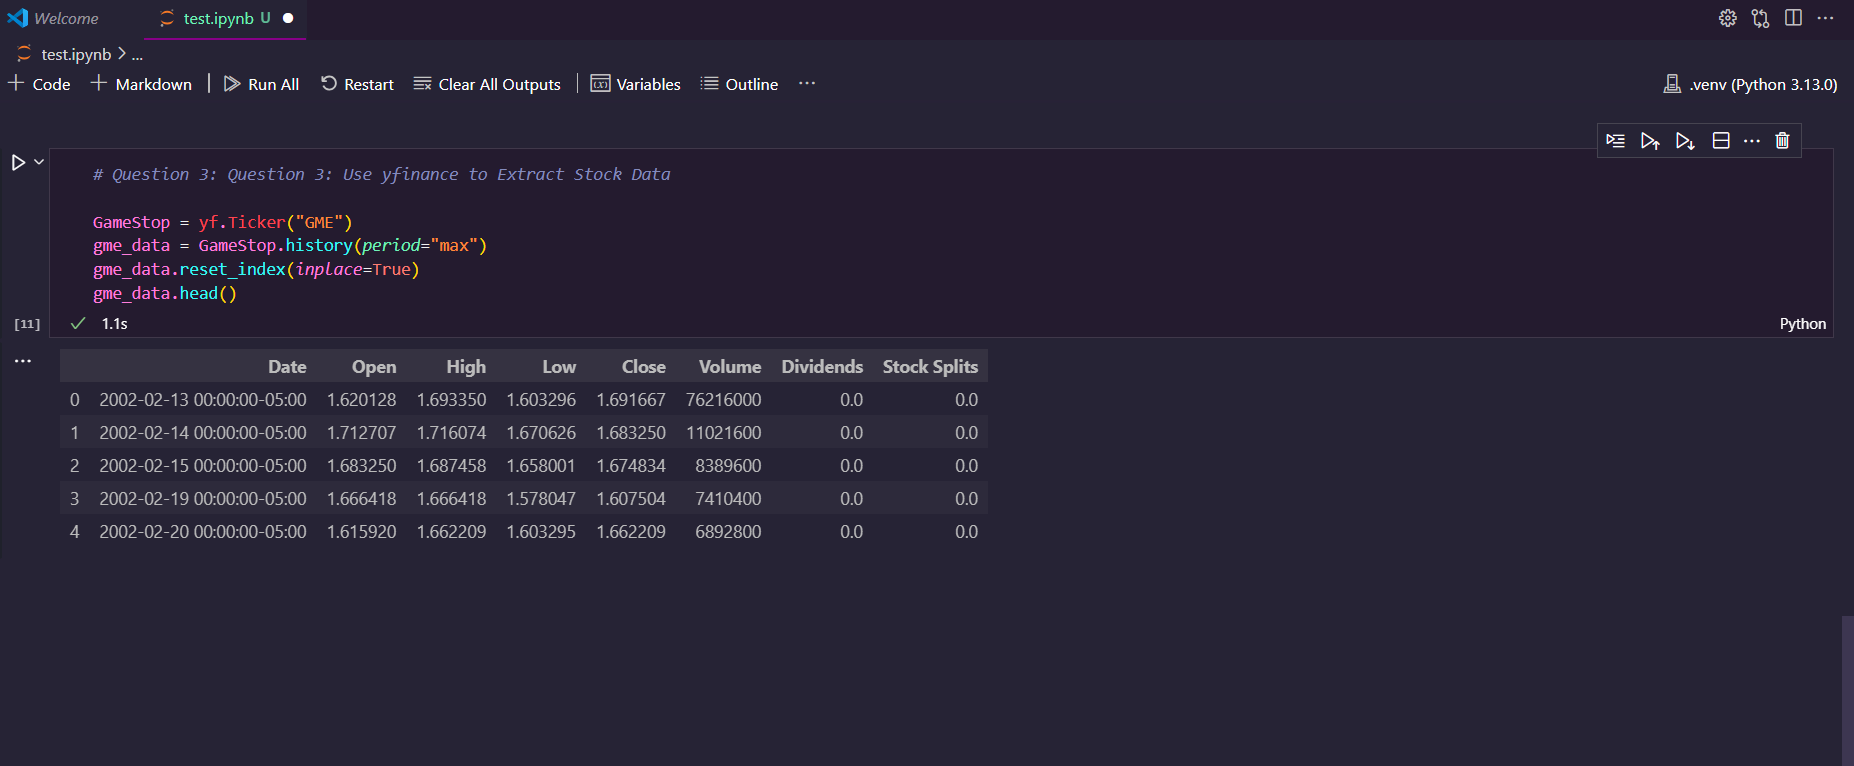 Welcome test.ipynb U
test.ipynb > ...
+ Code + Markdown Run All Restart Clear All Outputs Variables Outline ... .venv (Python 3.13.0)
# Question 3: Question 3: Use yfinance to Extract Stock Data
GameStop = yf.Ticker("GME")
gme_data = GameStop.history(period="max")
gme_data.reset_index(inplace=True)
gme_data.head()
[11] 1.1s Python
Date Open High Low Close Volume Dividends Stock Splits
0 2002-02-13 00:00:00-05:00 1.620128 1.693350 1.603296 1.691667 76216000 0.0 0.0
1 2002-02-14 00:00:00-05:00 1.712707 1.716074 1.670626 1.683250 11021600 0.0 0.0
2 2002-02-15 00:00:00-05:00 1.683250 1.687458 1.658001 1.674834 8389600 0.0 0.0
3 2002-02-19 00:00:00-05:00 1.666418 1.666418 1.578047 1.607504 7410400 0.0 0.0
4 2002-02-20 00:00:00-05:00 1.615920 1.662209 1.603295 1.662209 6892800 0.0 0.0